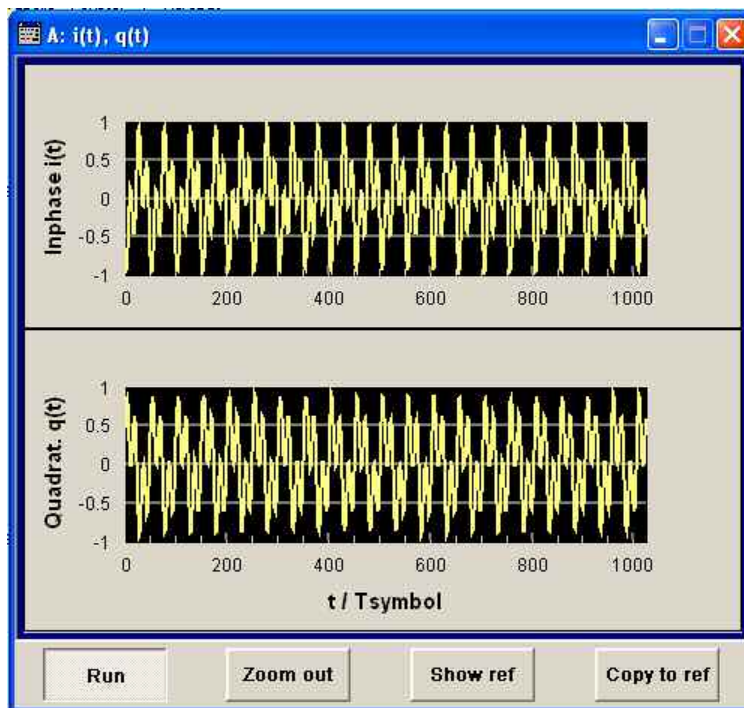 A: i(t), q(t)
Inphase i(t)
1
0.5
0
-0.5
-1
0 200 400 600 800 1000
Quadrat. q(t)
1
0.5
0
-0.5
-1
0 200 400 600 800 1000
t / Tsymbol
Run Zoom out Show ref Copy to ref